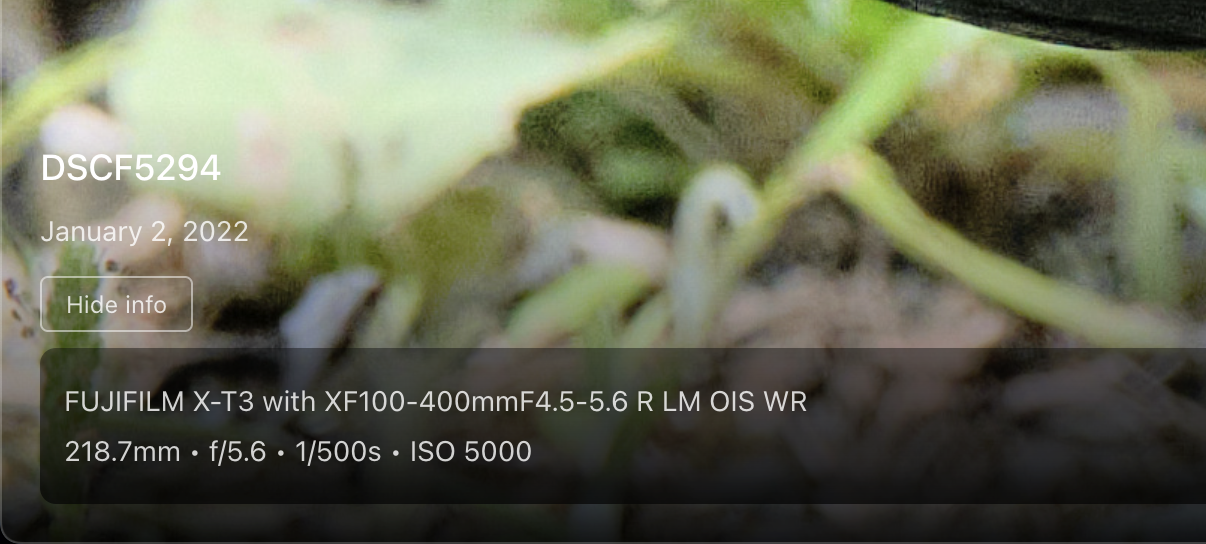 DSCF5294
January 2, 2022
Hide info
FUJIFILM X-T3 with XF100-400mmF4.5-5.6 R LM OIS WR
218.7mm • f/5.6 • 1/500s • ISO 5000